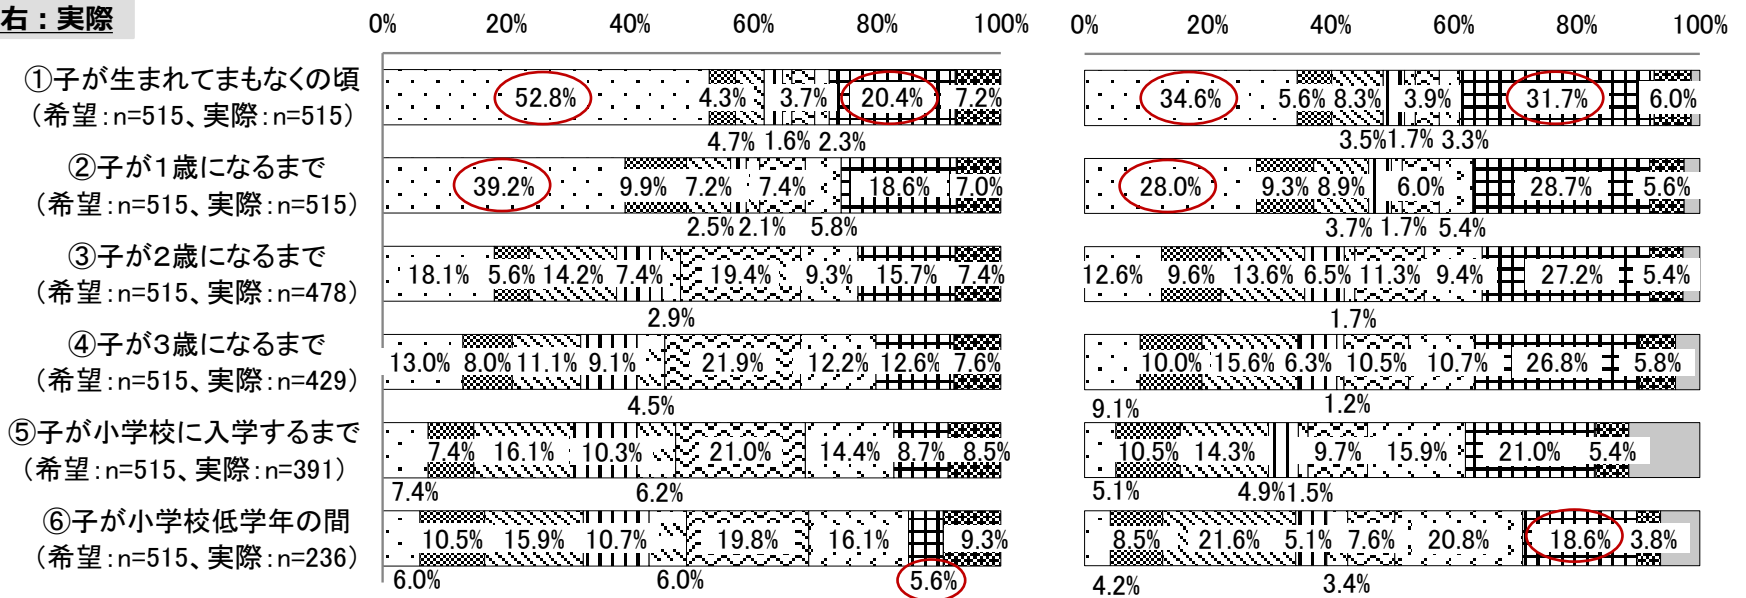 右：実際
0% 20% 40% 60% 80% 100% 0% 20% 40% 60% 80% 100%
①子が生まれてまもなくの頃
（希望：n=515、実際：n=515）
52.8% 4.3% 3.7% 20.4% 7.2% 34.6% 5.6% 8.3% 3.9% 31.7% 6.0%
4.7% 1.6% 2.3% 3.5% 1.7% 3.3%
②子が１歳になるまで
（希望：n=515、実際：n=515）
39.2% 9.9% 7.2% 7.4% 18.6% 7.0% 28.0% 9.3% 8.9% 6.0% 28.7% 5.6%
2.5% 2.1% 5.8% 3.7% 1.7% 5.4%
③子が２歳になるまで
（希望：n=515、実際：n=478）
18.1% 5.6% 14.2% 7.4% 19.4% 9.3% 15.7% 7.4% 12.6% 9.6% 13.6% 6.5% 11.3% 9.4% 27.2% 5.4%
2.9% 1.7%
④子が３歳になるまで
（希望：n=515、実際：n=429）
13.0% 8.0% 11.1% 9.1% 21.9% 12.2% 12.6% 7.6% 10.0% 15.6% 6.3% 10.5% 10.7% 26.8% 5.8%
4.5% 9.1% 1.2%
⑤子が小学校に入学するまで
（希望：n=515、実際：n=391）
7.4% 16.1% 10.3% 21.0% 14.4% 8.7% 8.5% 10.5% 14.3% 9.7% 15.9% 21.0% 5.4%
7.4% 6.2% 5.1% 4.9% 1.5%
⑥子が小学校低学年の間
（希望：n=515、実際：n=236）
10.5% 15.9% 10.7% 19.8% 16.1% 9.3% 8.5% 21.6% 5.1% 7.6% 20.8% 18.6% 3.8%
6.0% 6.0% 5.6% 4.2% 3.4%